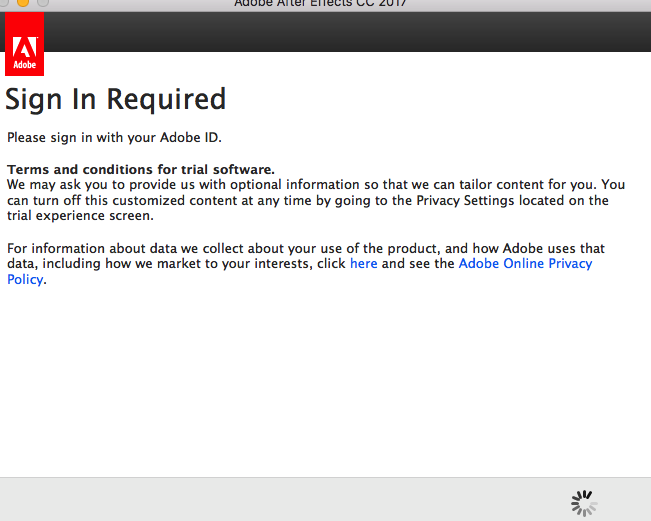 Adobe After Effects CC 2017
Adobe
Sign In Required
Please sign in with your Adobe ID.
Terms and conditions for trial software.
We may ask you to provide us with optional information so that we can tailor content for you. You
can turn off this customized content at any time by going to the Privacy Settings located on the
trial experience screen.
For information about data we collect about your use of the product, and how Adobe uses that
data, including how we market to your interests, click here and see the Adobe Online Privacy
Policy.